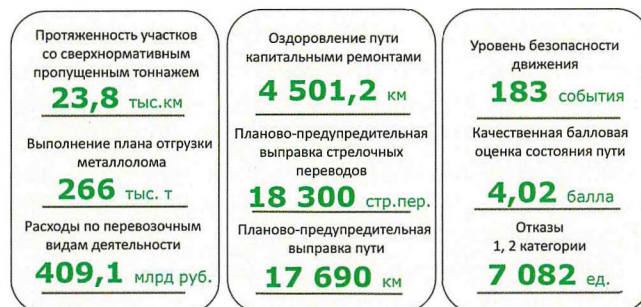 Протяженность участков
со сверхнормативным
пропущенным тоннажем
23,8 тыс.км
Выполнение плана отгрузки
металлолома
266 тыс. т
Расходы по перевозочным
видам деятельности
409,1 млрд руб.
Оздоровление пути
капитальными ремонтами
4 501,2 км
Планово-предупредительная
выправка стрелочных
переводов
18 300 стр.пер.
Планово-предупредительная
выправка пути
17 690 км
Уровень безопасности
движения
183 события
Качественная балловая
оценка состояния пути
4,02 балла
Отказы
1, 2 категории
7 082 ед.